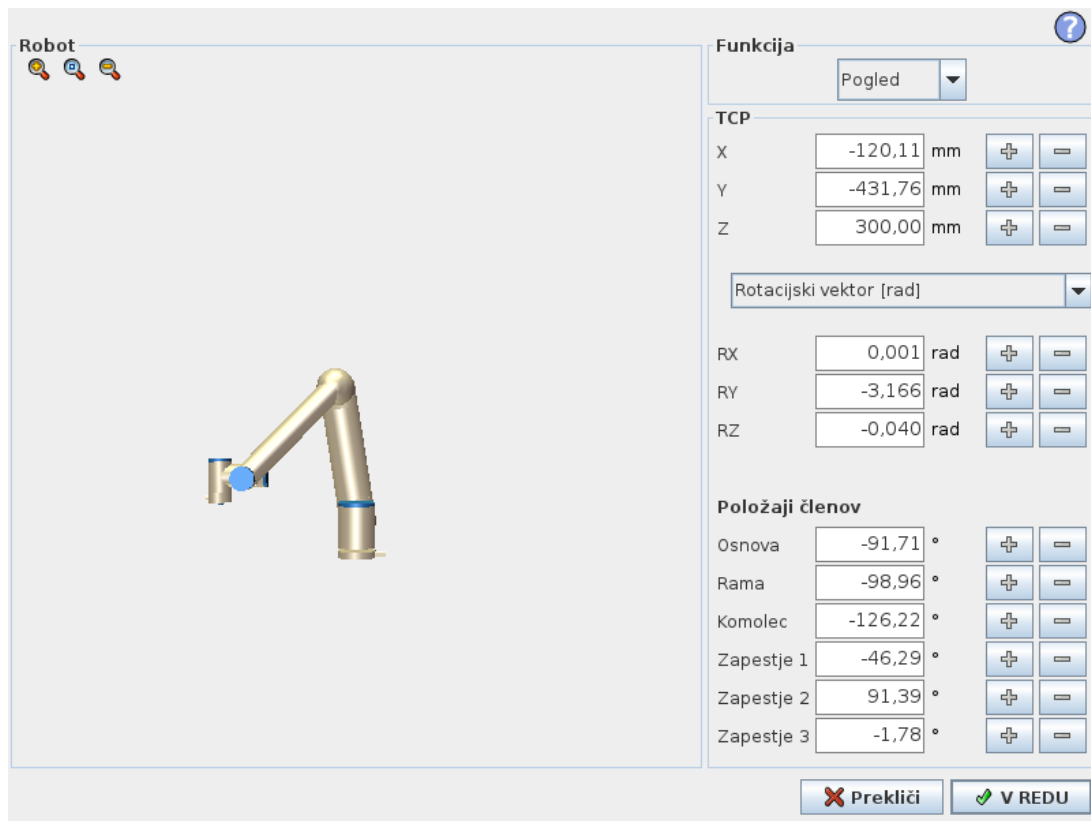 ?
Robot
Funkcija
Pogled
TCP
X -120,11 mm
Y -431,76 mm
Z 300,00 mm
Rotacijski vektor [rad]
RX 0,001 rad
RY -3,166 rad
RZ -0,040 rad
Položaji členov
Osnova -91,71 °
Rama -98,96 °
Komolec -126,22 °
Zapestje 1 -46,29 °
Zapestje 2 91,39 °
Zapestje 3 -1,78 °
Prekliči V REDU